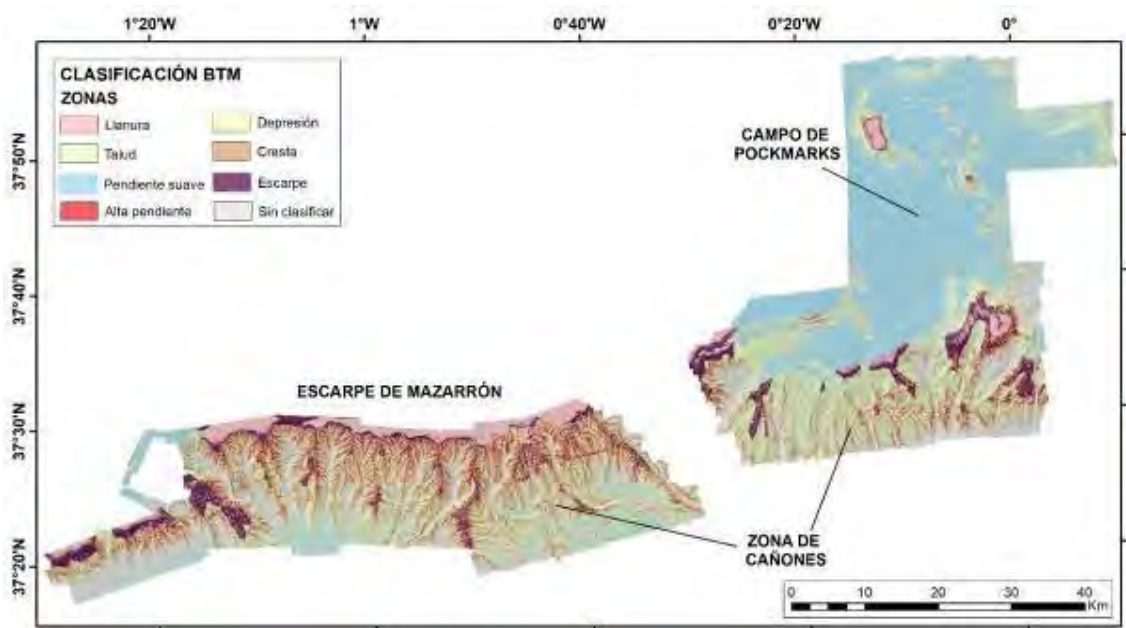 1°20'W 1°W 0°40'W 0°20'W 0°
CLASIFICACIÓN BTM
ZONAS
Llanura Depresión
Talud Cresta
Pendiente suave Escarpe
Alta pendiente Sin clasificar
CAMPO DE
POCKMARKS
37°50'N
37°40'N
37°30'N
37°20'N
ESCARPE DE MAZARRÓN
ZONA DE
CAÑONES
0 10 20 30 40
Km